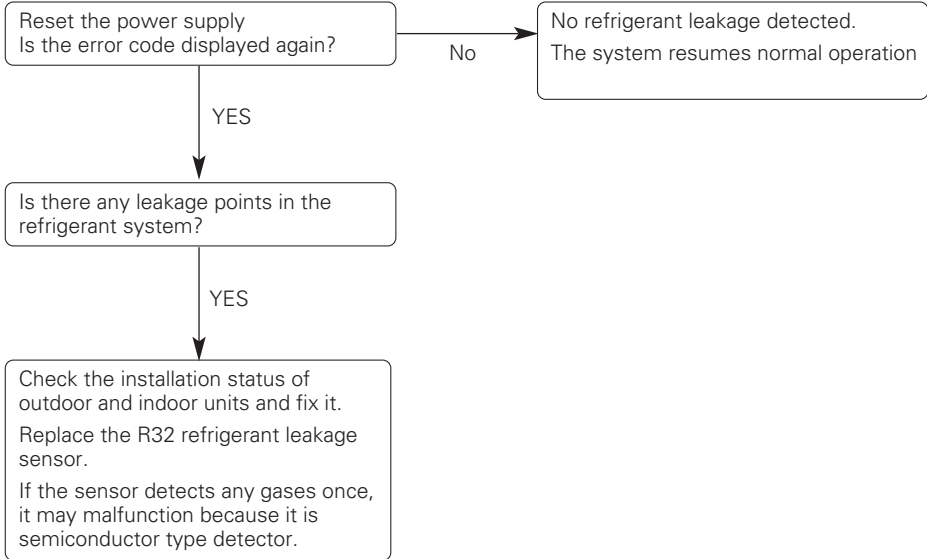 Reset the power supply
Is the error code displayed again?
No
No refrigerant leakage detected.
The system resumes normal operation
YES
Is there any leakage points in the
refrigerant system?
YES
Check the installation status of
outdoor and indoor units and fix it.
Replace the R32 refrigerant leakage
sensor.
If the sensor detects any gases once,
it may malfunction because it is
semiconductor type detector.